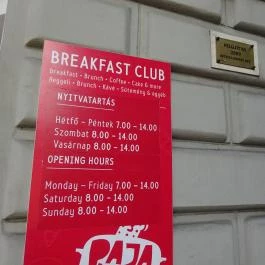 BREAKFAST CLUB
Breakfast • Brunch • Coffee • Cake & more
Reggeli • Brunch • Kávé • Sütemény & egyéb
NYITVATARTÁS
Hétfő – Péntek 7.00 – 14.00
Szombat 8.00 – 14.00
Vasárnap 8.00 – 14.00
OPENING HOURS
Monday – Friday 7.00 – 14.00
Saturday 8.00 – 14.00
Sunday 8.00 – 14.00